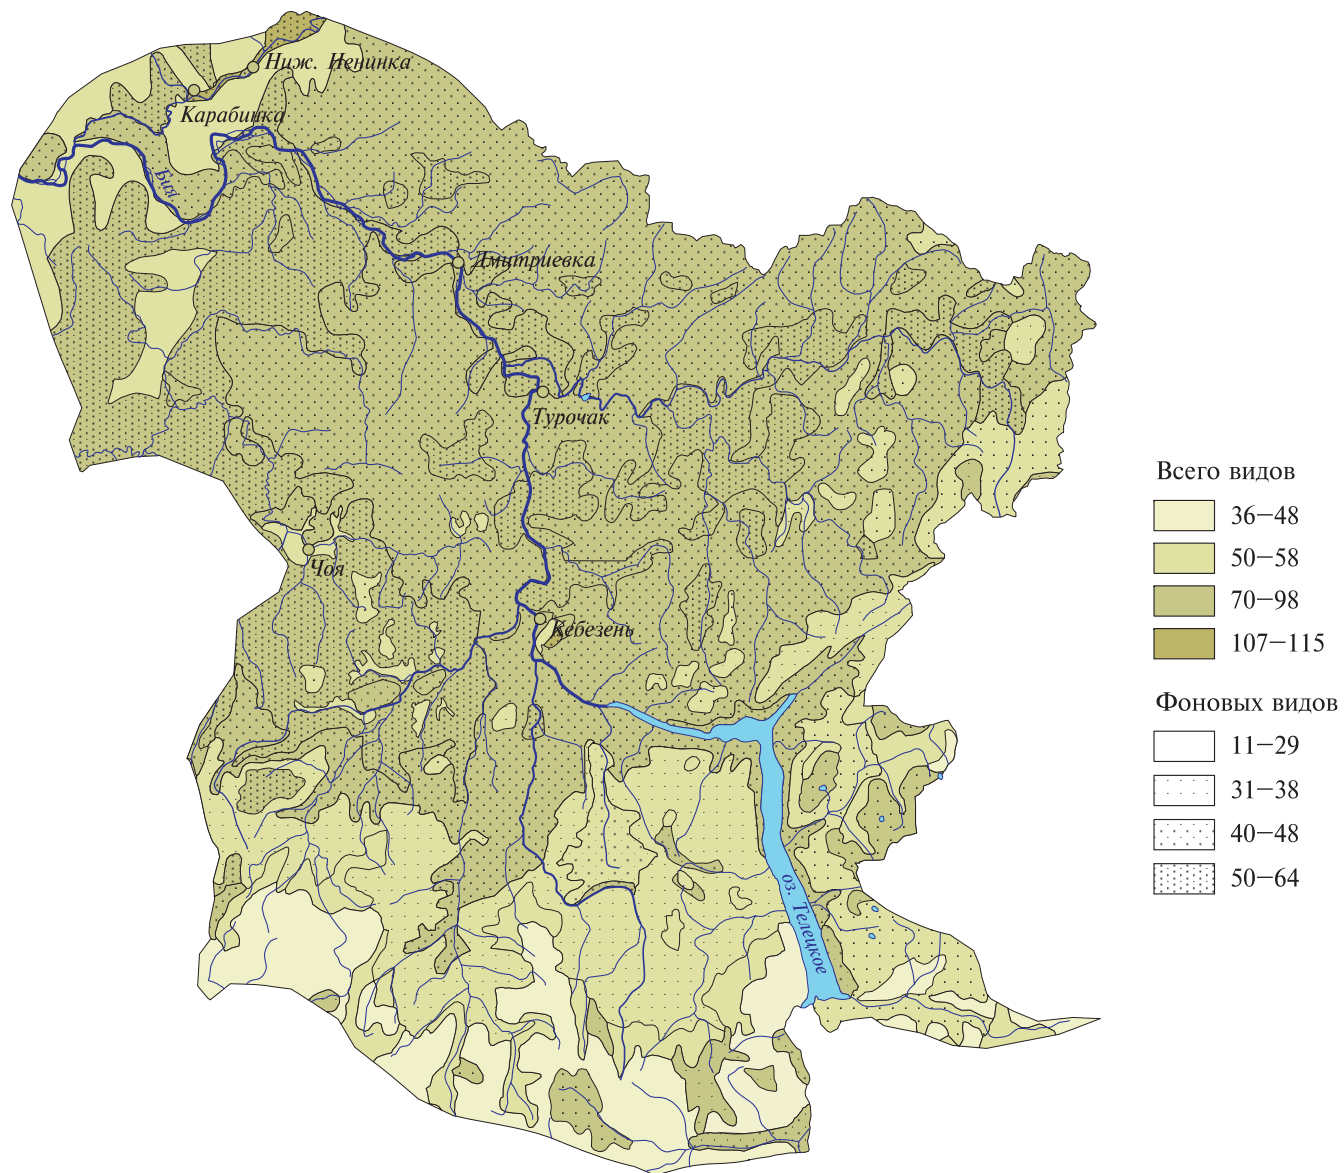 Ниж. Ненинка
Карабинка
Бия
Дмитриевка
Турочак
Чоя
Кебезень
оз. Телецкое
Всего видов
36–48
50–58
70–98
107–115
Фоновых видов
11–29
31–38
40–48
50–64